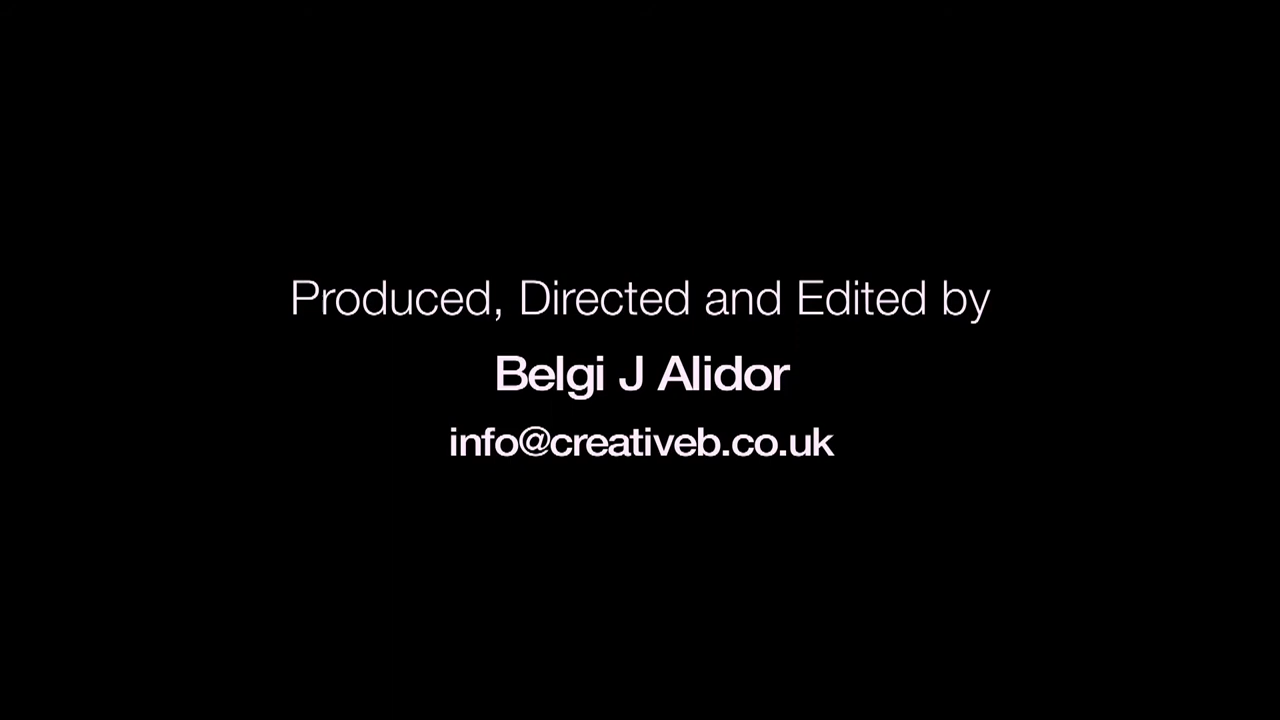 Produced, Directed and Edited by
Belgi J Alidor
info@creativeb.co.uk